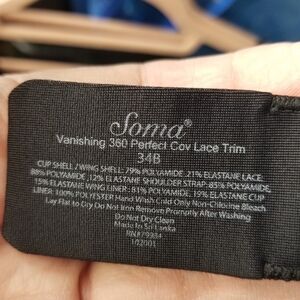 Soma®
Vanishing 360 Perfect Cov Lace Trim
34B
CUP SHELL/WING SHELL: 79% POLYAMIDE, 21% ELASTANE LACE:
88% POLYAMIDE, 12% ELASTANE SHOULDER STRAP: 85% POLYAMIDE,
15% ELASTANE WING LINER: 81% POLYAMIDE, 19% ELASTANE CUP
LINER: 100% POLYESTER Hand Wash Cold Only Non-Chlorine Bleach
Lay Flat to Dry Do Not Iron Remove Promptly After Washing
Do Not Dry Clean
Made in Sri Lanka
RN#79984
102001